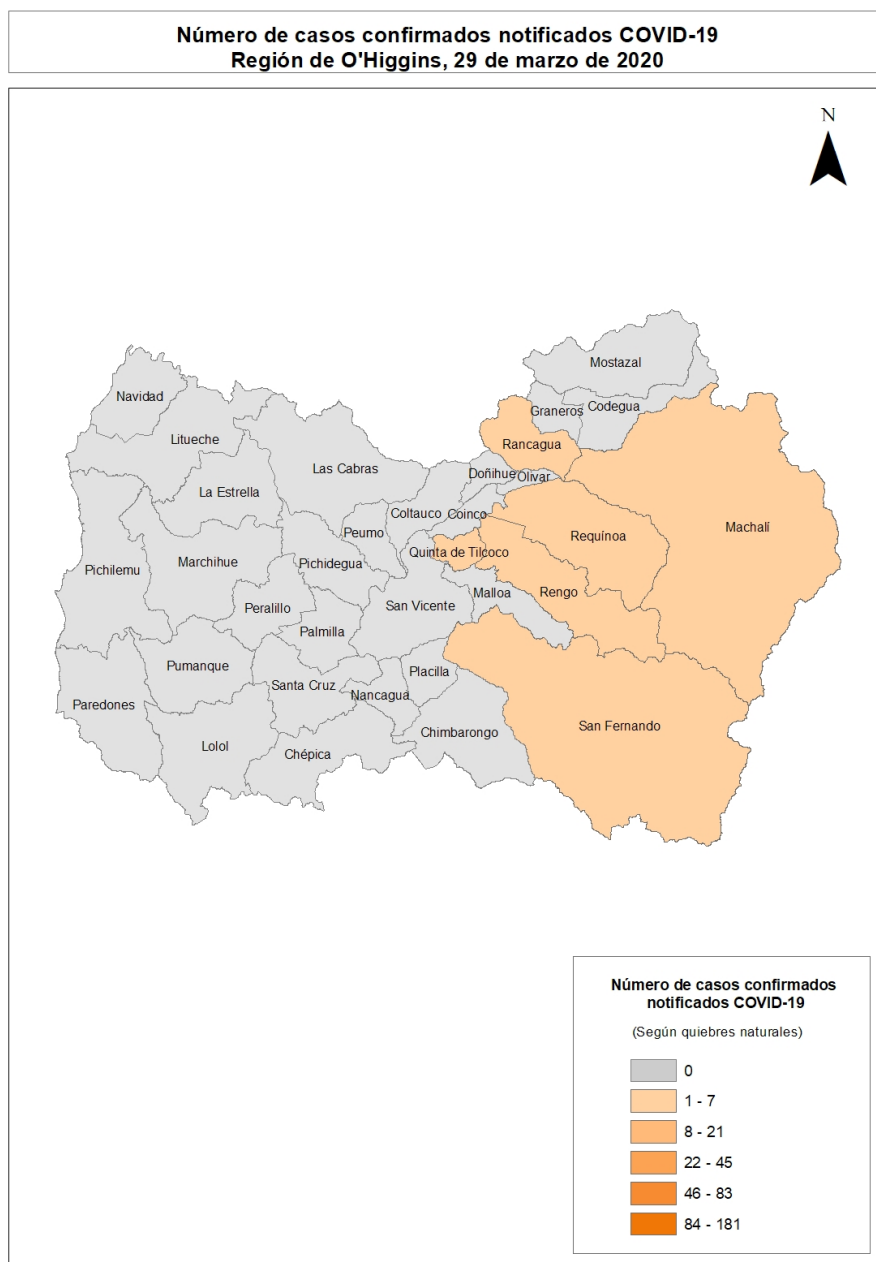 Número de casos confirmados notificados COVID-19
Región de O'Higgins, 29 de marzo de 2020
N
Mostazal
Navidad
Graneros
Codegua
Litueche
Rancagua
Las Cabras
Doñihue
Olivar
La Estrella
Coltauco
Coinco
Machalí
Peumo
Requínoa
Quinta de Tilcoco
Marchihue
Pichidegua
Pichilemu
Malloa
Rengo
San Vicente
Peralillo
Palmilla
Pumanque
Placilla
Santa Cruz
Nancagua
Paredones
San Fernando
Chimbarongo
Lolol
Chépica
Número de casos confirmados
notificados COVID-19
(Según quiebres naturales)
0
1 - 7
8 - 21
22 - 45
46 - 83
84 - 181